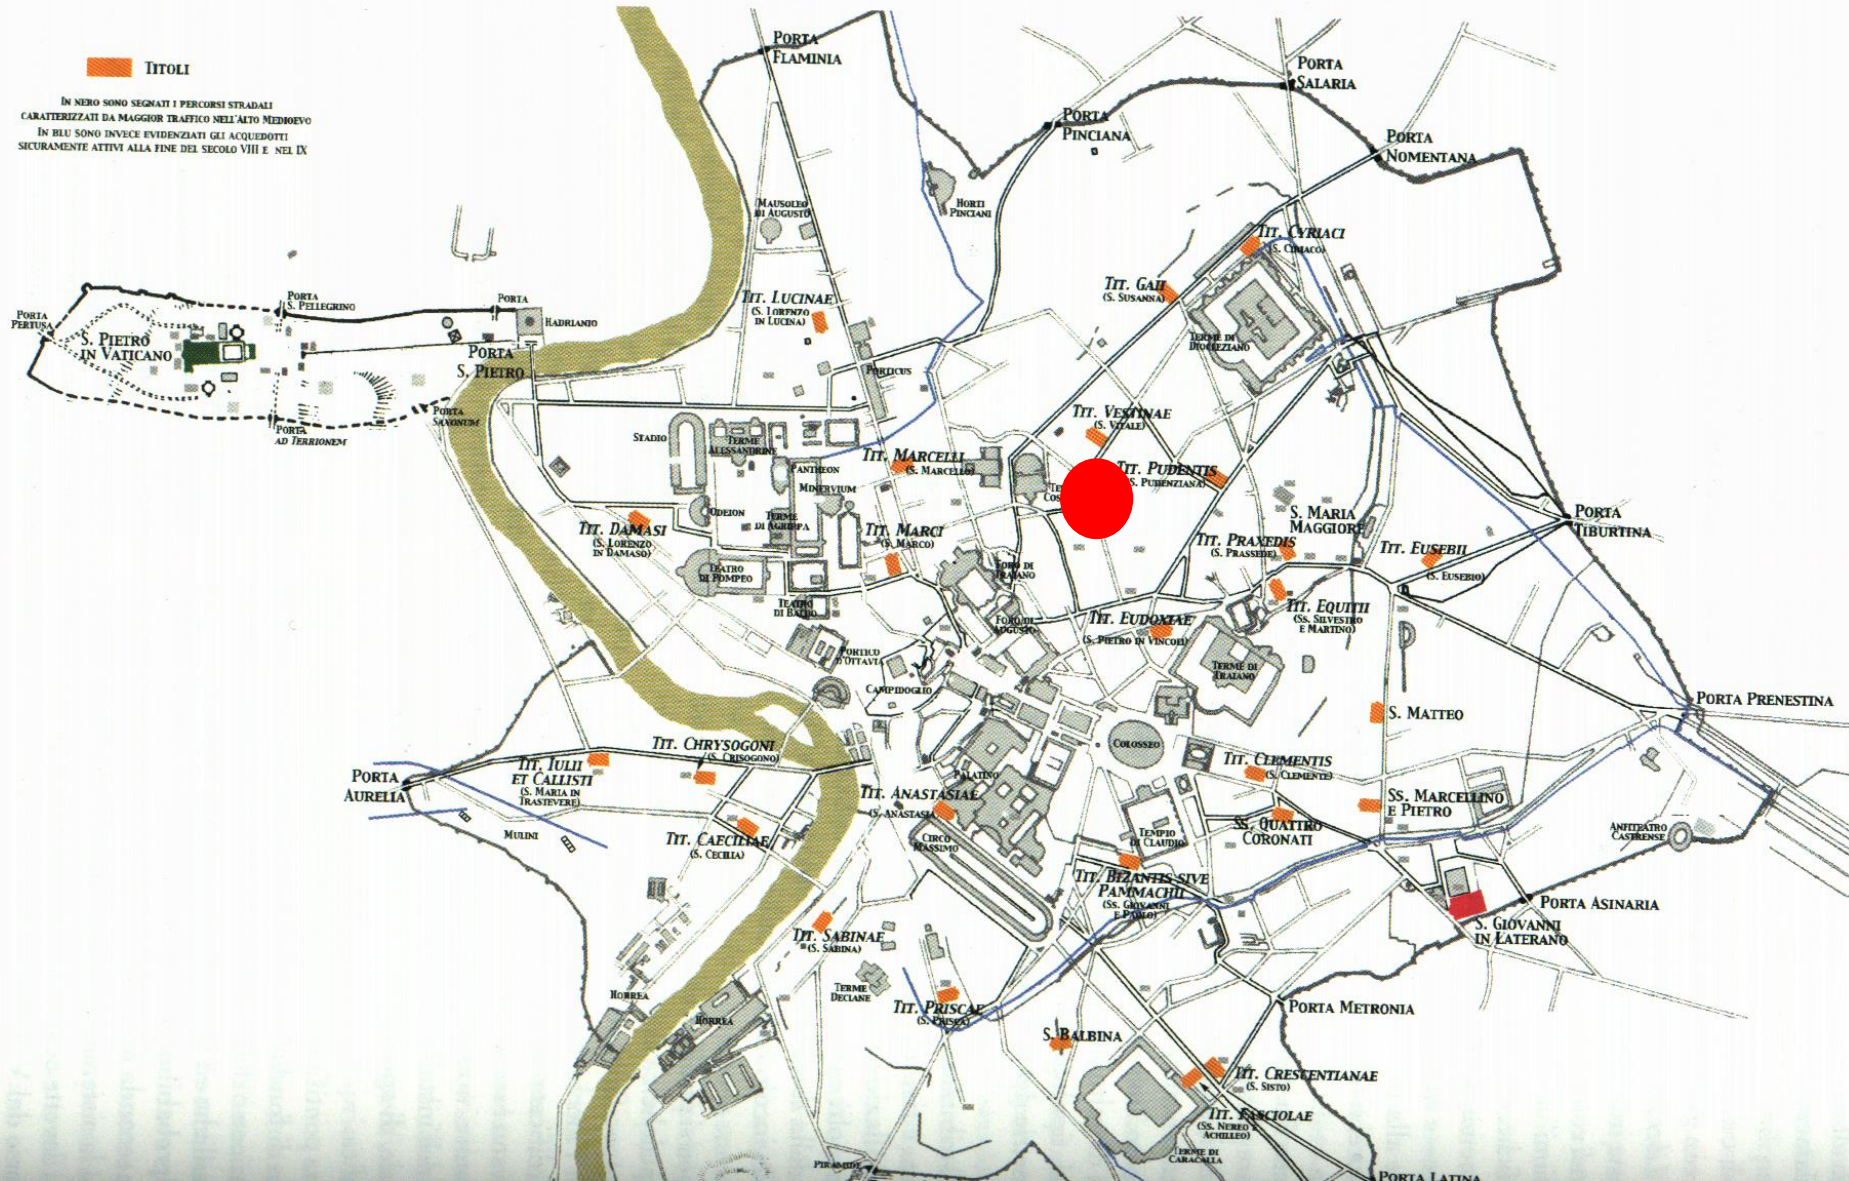 TITOLI
IN NERO SONO SEGNATI I PERCORSI STRADALI
CARATTERIZZATI DA MAGGIOR TRAFFICO NELL'ALTO MEDIOEVO
IN BLU SONO INVECE EVIDENZIATI GLI ACQUEDOTTI
SICURAMENTE ATTIVI ALLA FINE DEL SECOLO VIII E NEL IX
PORTA
FLAMINIA
PORTA
SALARIA
PORTA
PINCIANA
PORTA
NOMENTANA
MAUSOLEO
DI AUGUSTO
HORTI
PINCIANI
TIT. CYRIACI
(S. CIRIACO)
TIT. GAII
(S. SUSANNA)
TERME DI
DIOCLEZIANO
PORTA
PERTUSA
PORTA
S. PELLEGRINO
PORTA
HADRIANIO
S. PIETRO
IN VATICANO
PORTA
S. PIETRO
PORTA
SAXONUM
PORTA
AD TERRIONEM
TIT. LUCINAE
(S. LORENZO
IN LUCINA)
PORTICUS
TIT. VESTINAE
(S. VITALE)
STADIO
TERME
ALESSANDRINE
PANTHEON
MINERVIUM
TIT. MARCELLI
(S. MARCELLO)
TIT. PUDENTIS
(S. PUDENZIANA)
ODEION
TERME
DI AGRIPPA
TIT. DAMASI
(S. LORENZO
IN DAMASO)
TIT. MARCI
(S. MARCO)
S. MARIA
MAGGIORE
PORTA
TIBURTINA
TIT. PRAXEDIS
(S. PRASSEDE)
TIT. EUSEBII
(S. EUSEBIO)
TEATRO
DI POMPEO
TEATRO
DI BALBO
FORO DI
TRAIANO
FORO DI
AUGUSTO
TIT. EUDOXIAE
(S. PIETRO IN VINCOLI)
TIT. EQUITII
(SS. SILVESTRO
E MARTINO)
PORTICO
D'OTTAVIA
CAMPIDOGLIO
TERME DI
TRAIANO
PORTA PRENESTINA
S. MATTEO
COLOSSEO
TIT. CHRYSOGONI
(S. CRISOGONO)
TIT. IULII
ET CALLISTI
(S. MARIA IN
TRASTEVERE)
PORTA
AURELIA
MULINI
TIT. CAECILIAE
(S. CECILIA)
PALATINO
TIT. ANASTASIAE
(S. ANASTASIA)
CIRCO
MASSIMO
TIT. CLEMENTIS
(S. CLEMENTE)
SS. MARCELLINO
E PIETRO
SS. QUATTRO
CORONATI
TEMPIO
DI CLAUDIO
ANFITEATRO
CASTRENSE
TIT. BIZANTIS SIVE
PAMMACHII
(SS. GIOVANNI
E PAOLO)
PORTA ASINARIA
S. GIOVANNI
IN LATERANO
TIT. SABINAE
(S. SABINA)
TERME
DECIANE
TIT. PRISCAE
(S. PRISCA)
HORREA
HORREA
PORTA METRONIA
S. BALBINA
TIT. CRESCENTIANAE
(S. SISTO)
TIT. FASCIOLAE
(SS. NEREO E
ACHILLEO)
TERME DI
CARACALLA
PIRAMIDE
PORTA LATINA